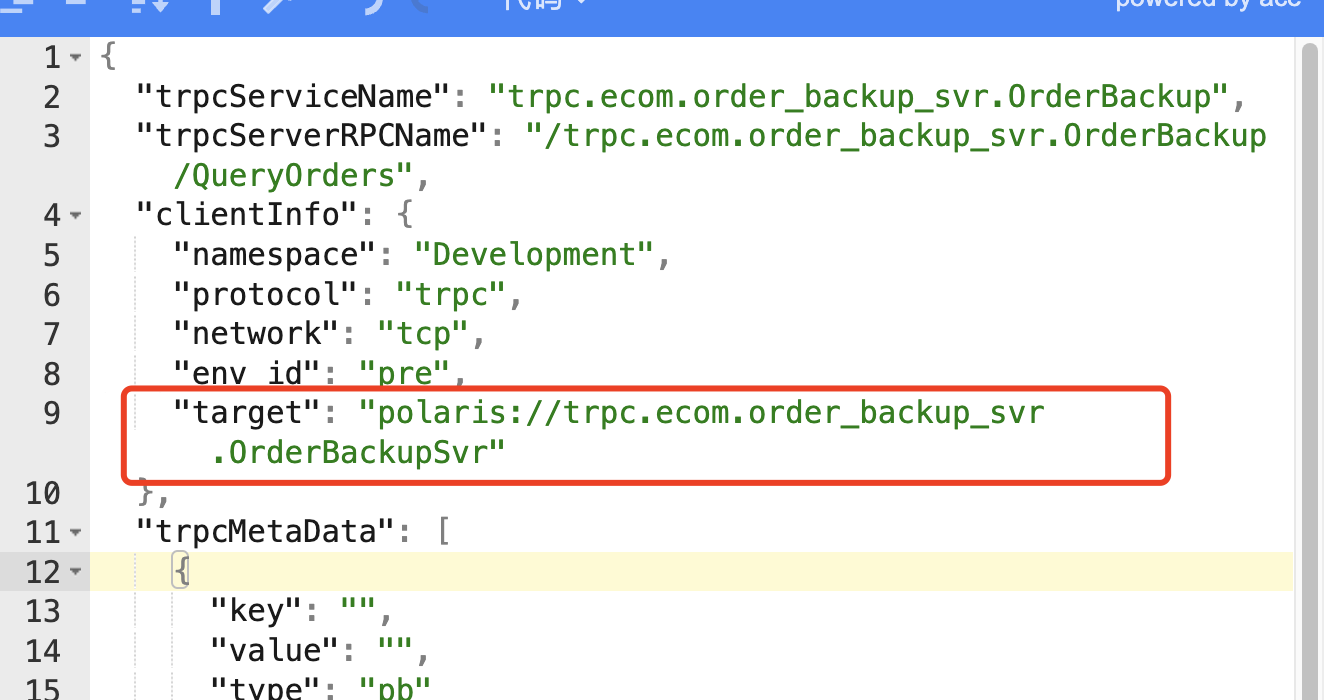 代码
powered by ace
1 {
2 "trpcServiceName": "trpc.ecom.order_backup_svr.OrderBackup",
3 "trpcServerRPCName": "/trpc.ecom.order_backup_svr.OrderBackup
/QueryOrders",
4 "clientInfo": {
5 "namespace": "Development",
6 "protocol": "trpc",
7 "network": "tcp",
8 "env_id": "pre",
9 "target": "polaris://trpc.ecom.order_backup_svr
.OrderBackupSvr"
10 },
11 "trpcMetaData": [
12 {
13 "key": "",
14 "value": "",
15 "type": "pb"